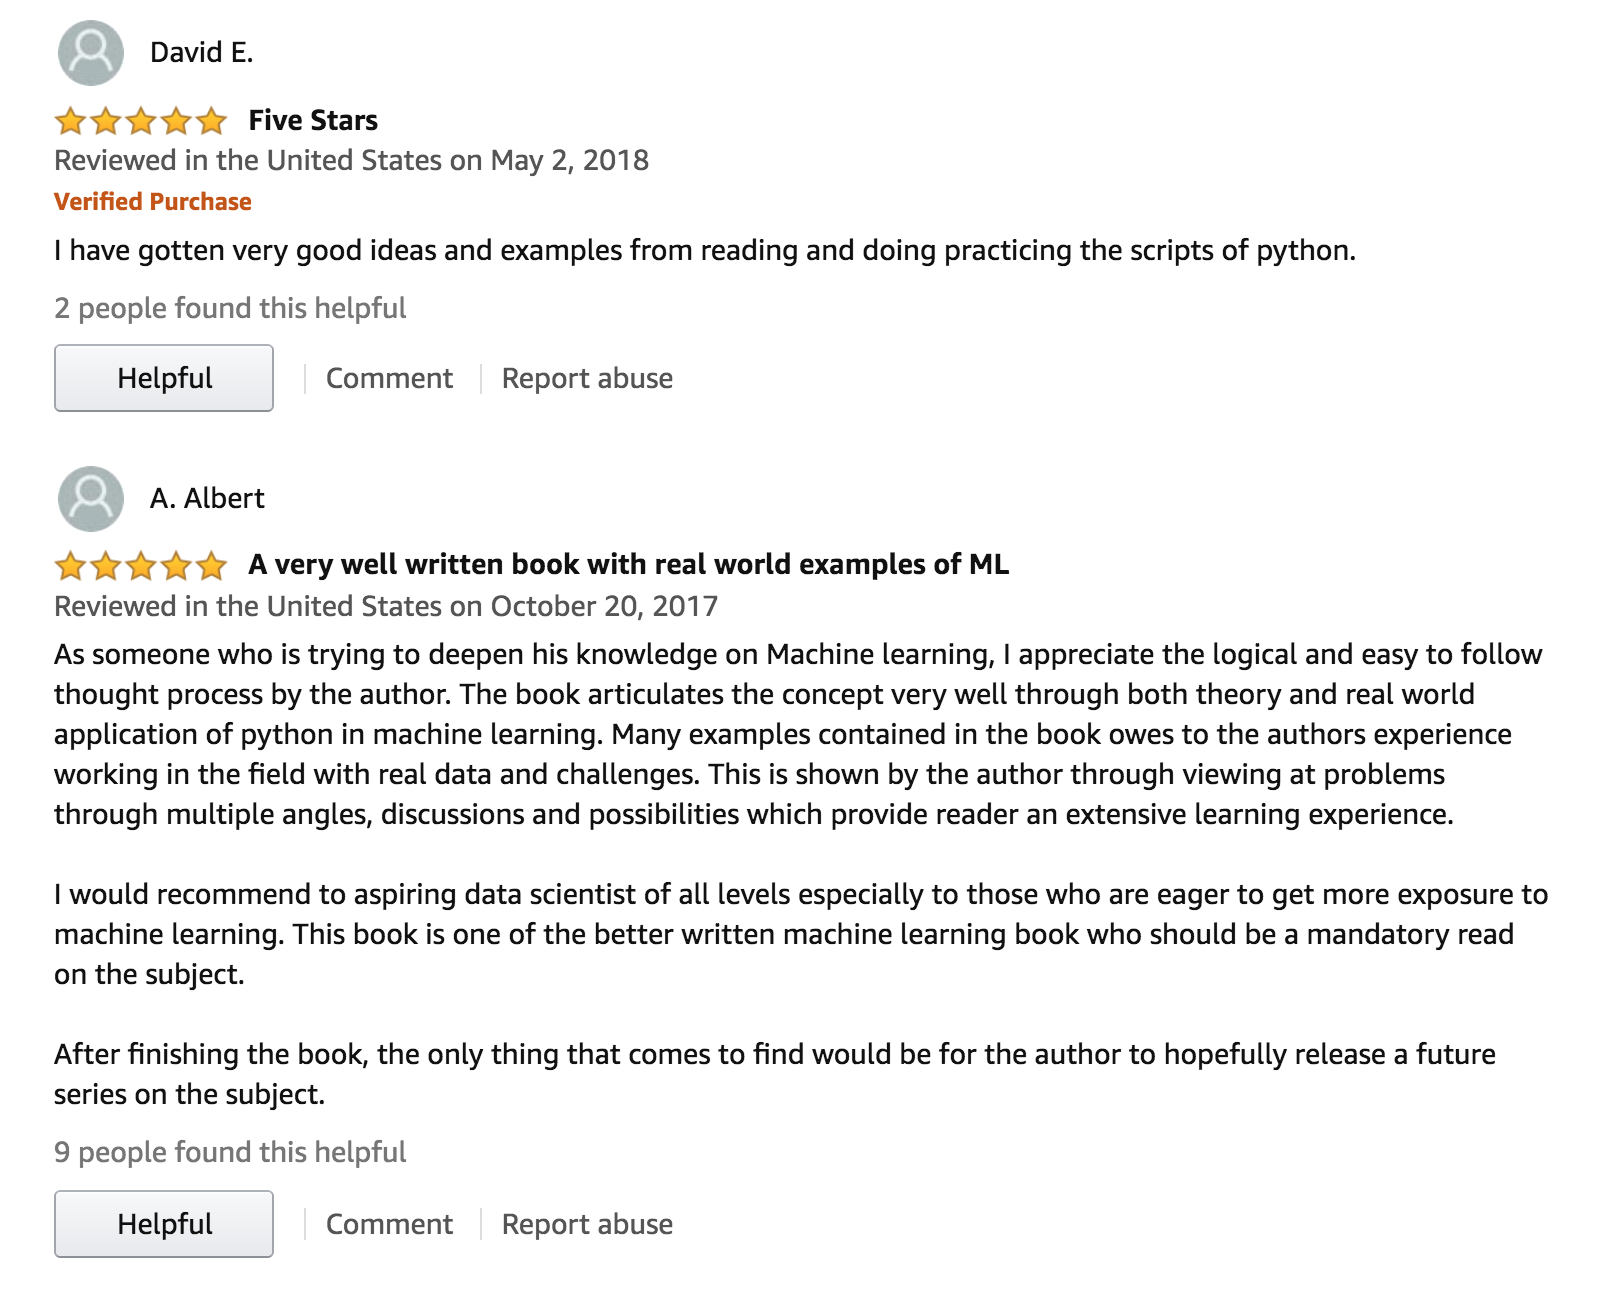 David E.
Five Stars
Reviewed in the United States on May 2, 2018
Verified Purchase
I have gotten very good ideas and examples from reading and doing practicing the scripts of python.
2 people found this helpful
Helpful Comment Report abuse
A. Albert
A very well written book with real world examples of ML
Reviewed in the United States on October 20, 2017
As someone who is trying to deepen his knowledge on Machine learning, I appreciate the logical and easy to follow
thought process by the author. The book articulates the concept very well through both theory and real world
application of python in machine learning. Many examples contained in the book owes to the authors experience
working in the field with real data and challenges. This is shown by the author through viewing at problems
through multiple angles, discussions and possibilities which provide reader an extensive learning experience.
I would recommend to aspiring data scientist of all levels especially to those who are eager to get more exposure to
machine learning. This book is one of the better written machine learning book who should be a mandatory read
on the subject.
After finishing the book, the only thing that comes to find would be for the author to hopefully release a future
series on the subject.
9 people found this helpful
Helpful Comment Report abuse